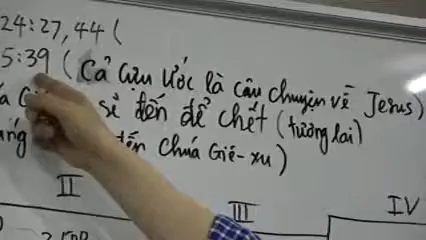 24:27, 44 (
5:39 (Cả Cựu Ước là câu chuyện về Jesus)
sẽ đến để chết (tương lai)
đến Chúa Giê-xu)
II III IV